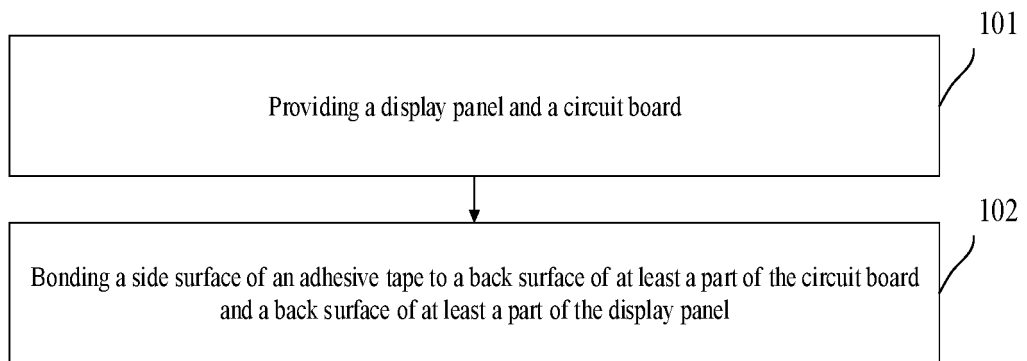 101
Providing a display panel and a circuit board
102
Bonding a side surface of an adhesive tape to a back surface of at least a part of the circuit board
and a back surface of at least a part of the display panel